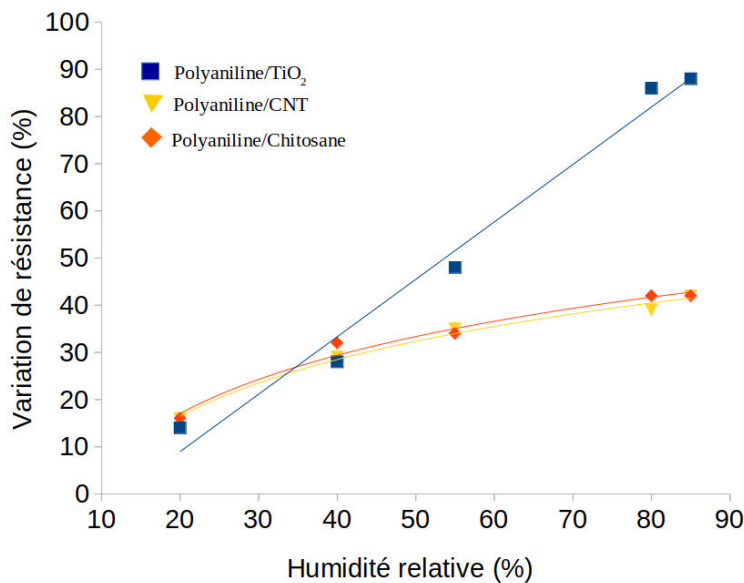 100
90
80
70
60
50
40
30
20
10
0
Variation de résistance (%)
Polyaniline/TiO₂
Polyaniline/CNT
Polyaniline/Chitosane
10 20 30 40 50 60 70 80 90
Humidité relative (%)